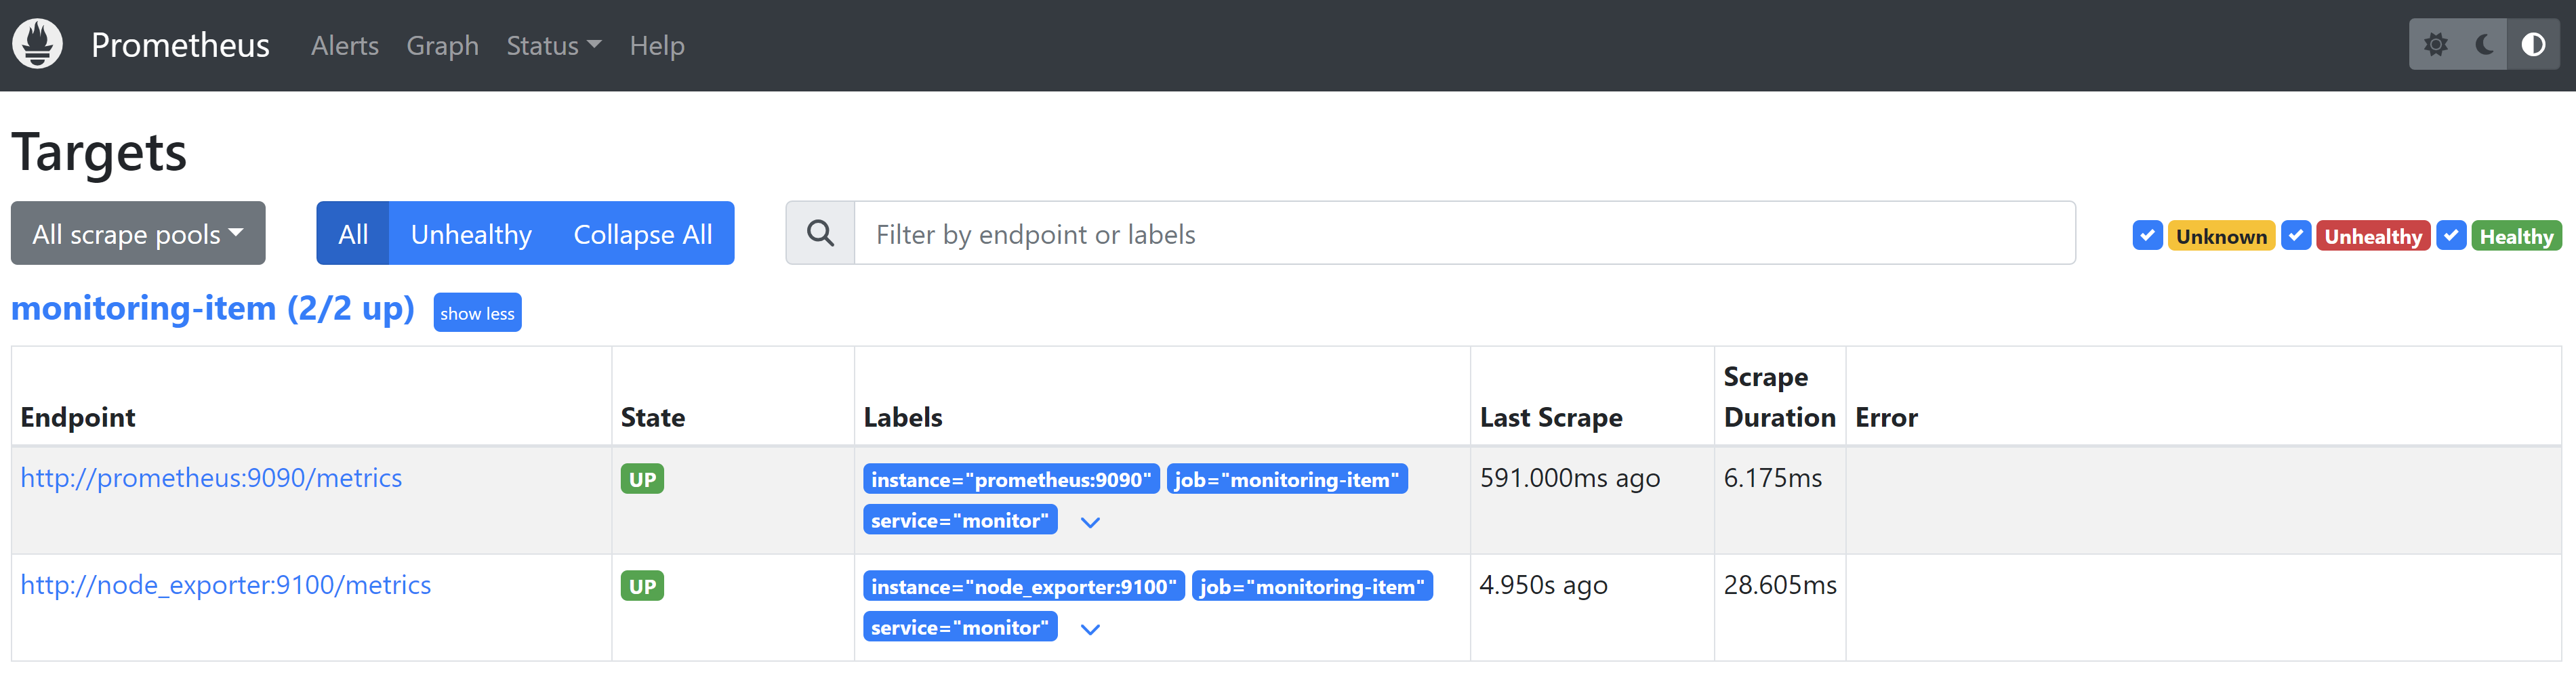 Prometheus Alerts Graph Status Help
Targets
All scrape pools All Unhealthy Collapse All Filter by endpoint or labels Unknown Unhealthy Healthy
monitoring-item (2/2 up) show less
Endpoint State Labels Last Scrape Scrape Duration Error
http://prometheus:9090/metrics UP instance="prometheus:9090" job="monitoring-item" 591.000ms ago 6.175ms
service="monitor"
http://node_exporter:9100/metrics UP instance="node_exporter:9100" job="monitoring-item" 4.950s ago 28.605ms
service="monitor"